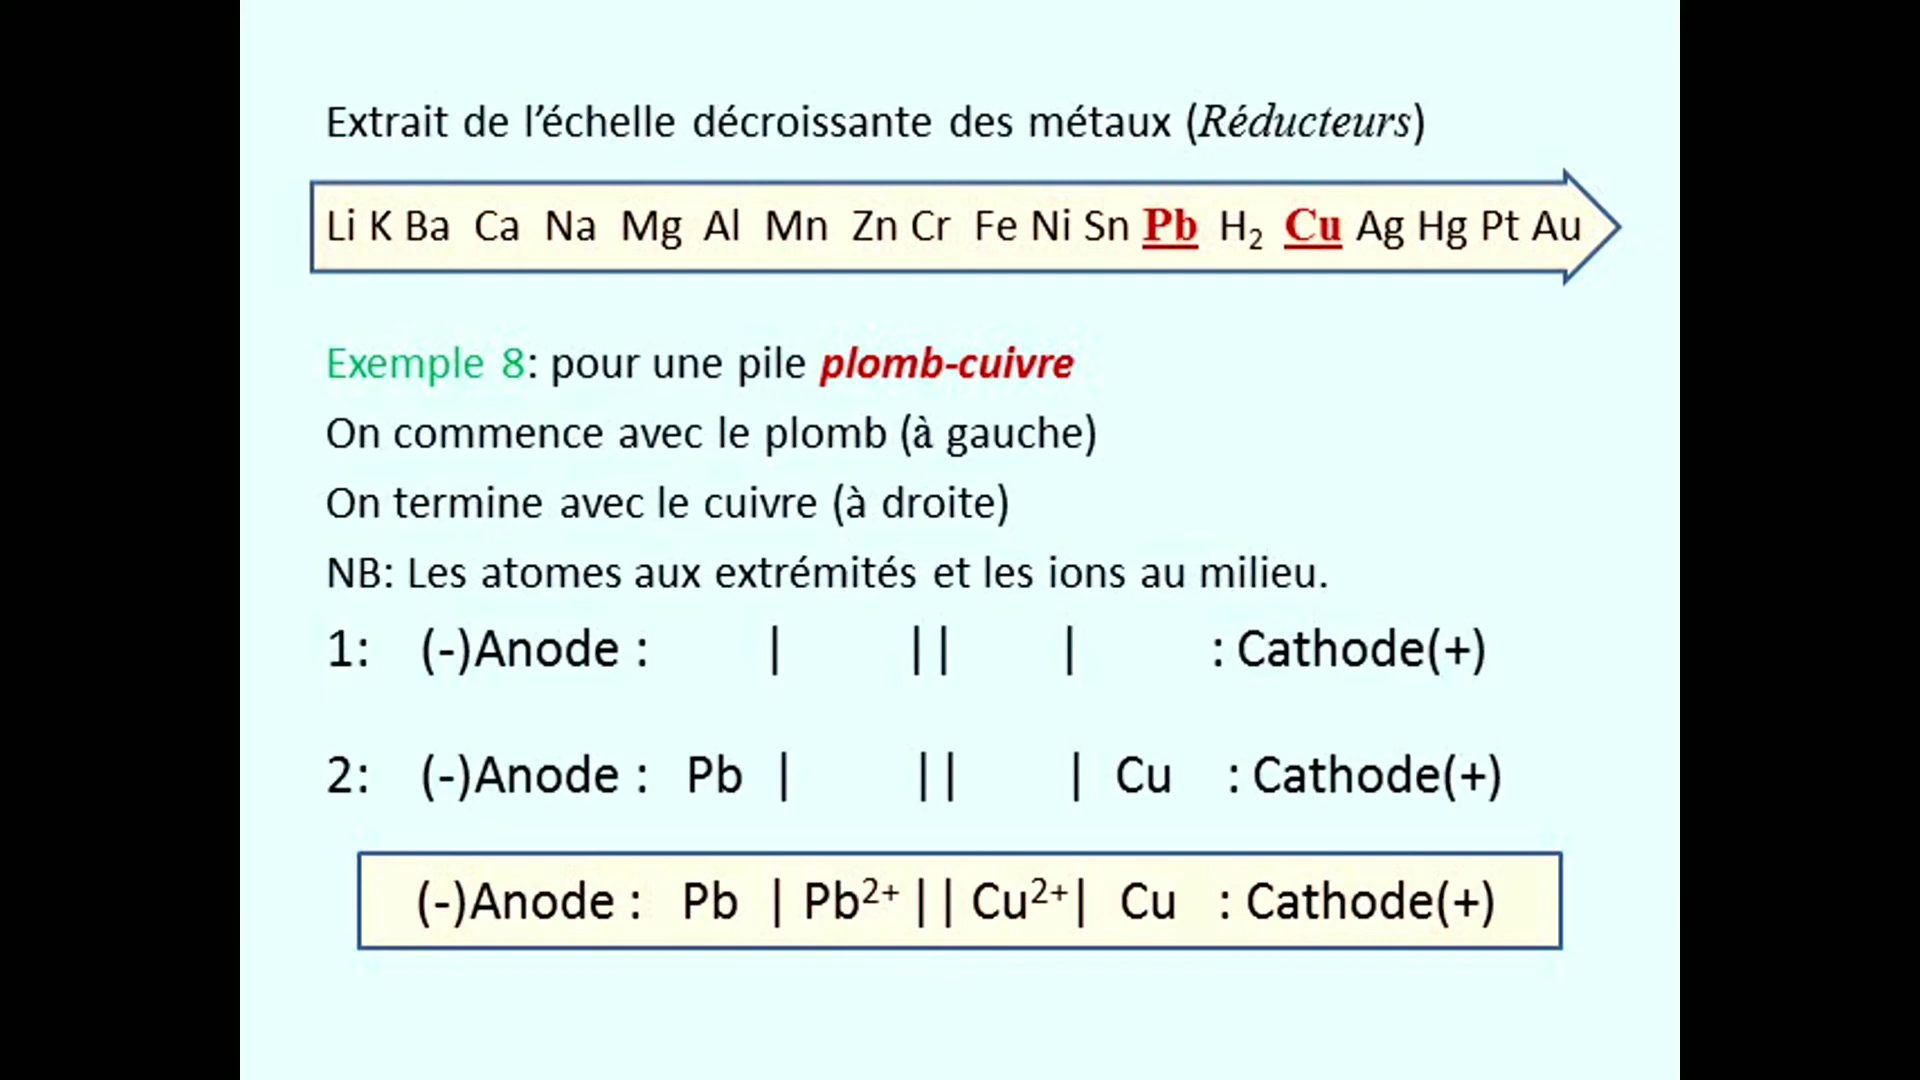 Extrait de l’échelle décroissante des métaux (Réducteurs)
Li K Ba Ca Na Mg Al Mn Zn Cr Fe Ni Sn Pb H₂ Cu Ag Hg Pt Au
Exemple 8: pour une pile plomb-cuivre
On commence avec le plomb (à gauche)
On termine avec le cuivre (à droite)
NB: Les atomes aux extrémités et les ions au milieu.
1: (-)Anode : | || | : Cathode(+)
2: (-)Anode : Pb | || | Cu : Cathode(+)
(-)Anode : Pb | Pb²⁺ || Cu²⁺| Cu : Cathode(+)